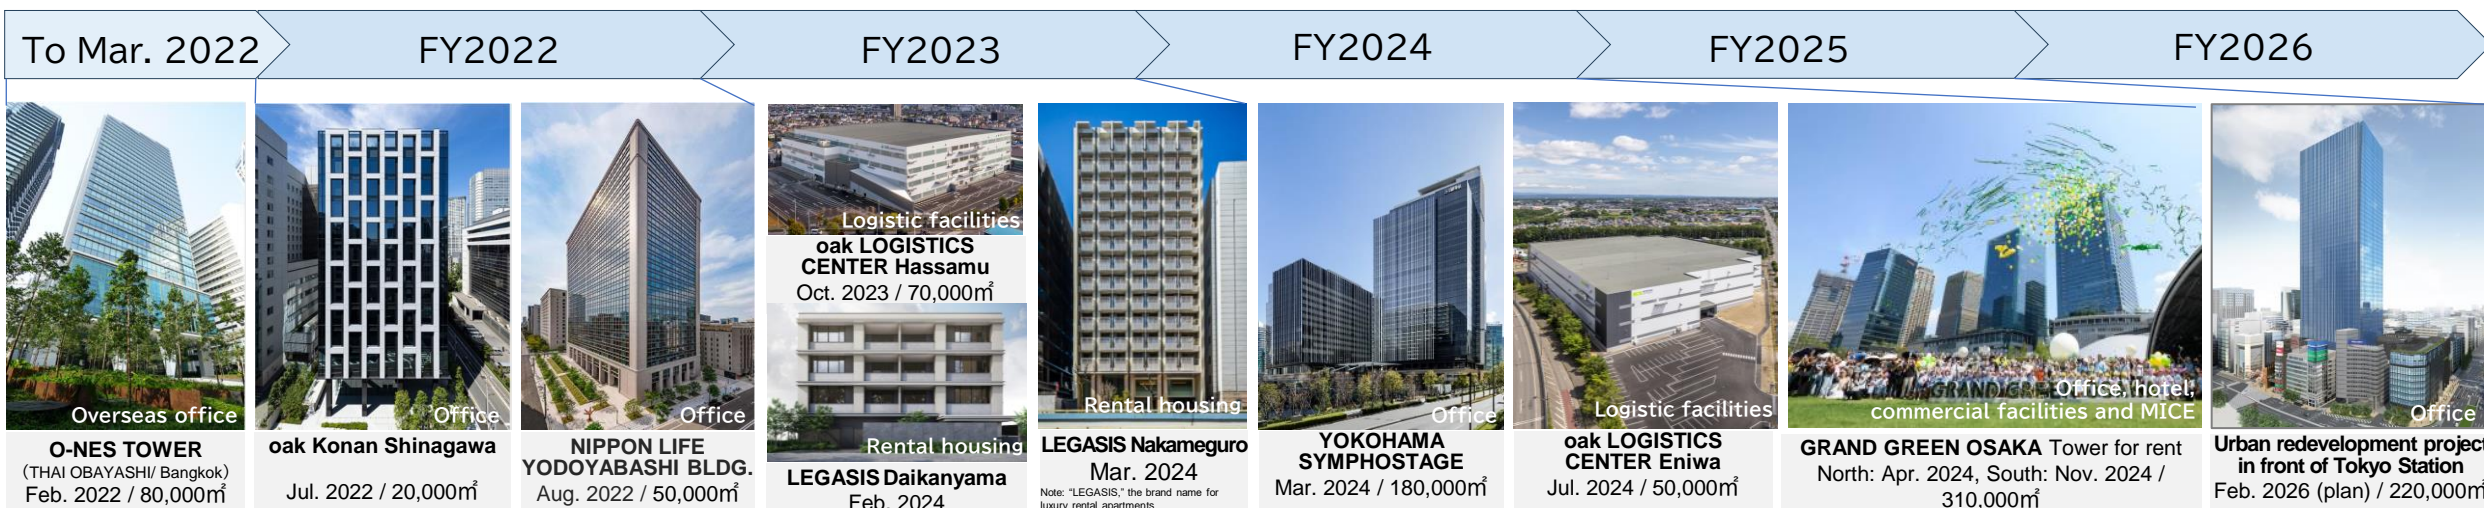 To Mar. 2022
FY2022
FY2023
FY2024
FY2025
FY2026
Overseas office
O-NES TOWER
(THAI OBAYASHI/ Bangkok)
Feb. 2022 / 80,000㎡
Office
oak Konan Shinagawa
Jul. 2022 / 20,000㎡
Office
NIPPON LIFE
YODOYABASHI BLDG.
Aug. 2022 / 50,000㎡
Logistic facilities
oak LOGISTICS
CENTER Hassamu
Oct. 2023 / 70,000㎡
Rental housing
LEGASIS Daikanyama
Feb. 2024
Rental housing
LEGASIS Nakameguro
Mar. 2024
Note: "LEGASIS," the brand name for
luxury rental apartments
Office
YOKOHAMA
SYMPHOSTAGE
Mar. 2024 / 180,000㎡
Logistic facilities
oak LOGISTICS
CENTER Eniwa
Jul. 2024 / 50,000㎡
GRAND GREEN
Office, hotel,
commercial facilities and MICE
GRAND GREEN OSAKA Tower for rent
North: Apr. 2024, South: Nov. 2024 /
310,000㎡
Office
Urban redevelopment project
in front of Tokyo Station
Feb. 2026 (plan) / 220,000㎡